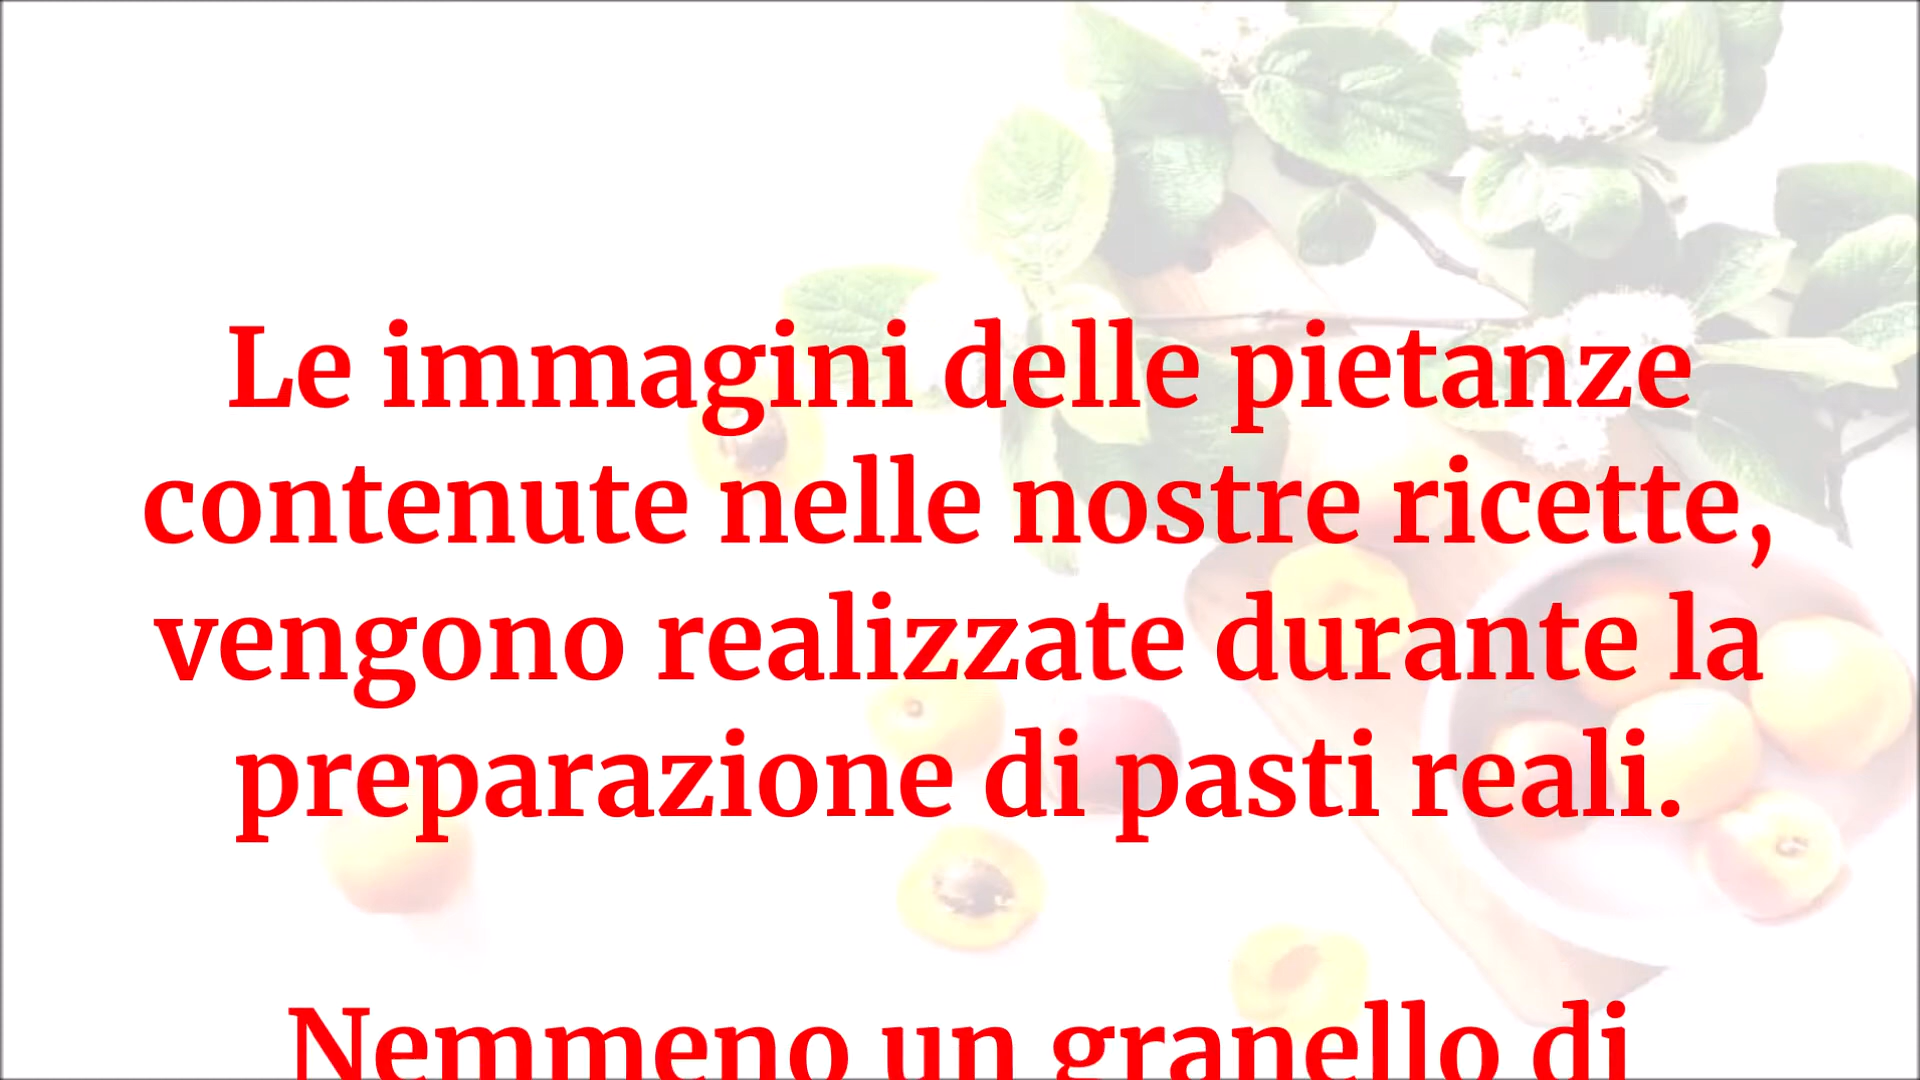 Le immagini delle pietanze
contenute nelle nostre ricette,
vengono realizzate durante la
preparazione di pasti reali.
Nemmeno un granello di